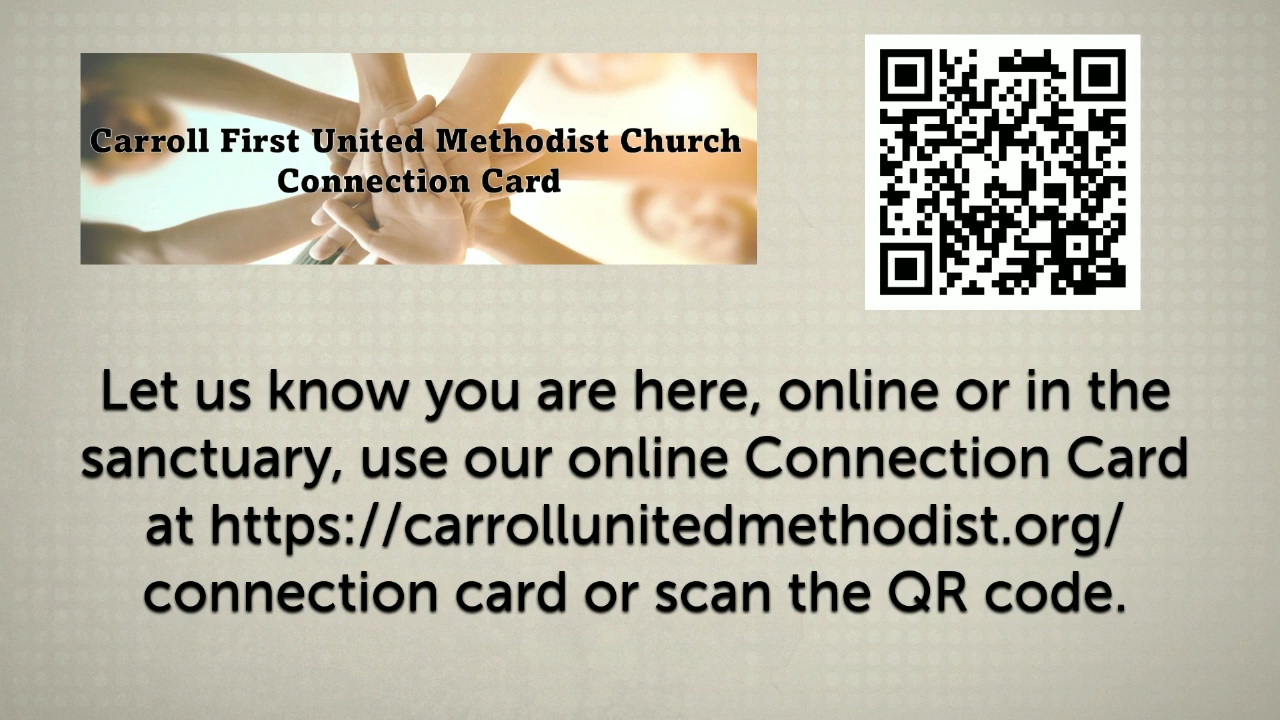 Carroll First United Methodist Church
Connection Card
Let us know you are here, online or in the
sanctuary, use our online Connection Card
at https://carrollunitedmethodist.org/
connection card or scan the QR code.